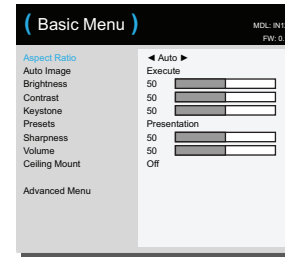 ( Basic Menu )
MDL: IN1
FW: 0.
Aspect Ratio ◄ Auto ►
Auto Image Execute
Brightness 50
Contrast 50
Keystone 50
Presets Presentation
Sharpness 50
Volume 50
Ceiling Mount Off
Advanced Menu